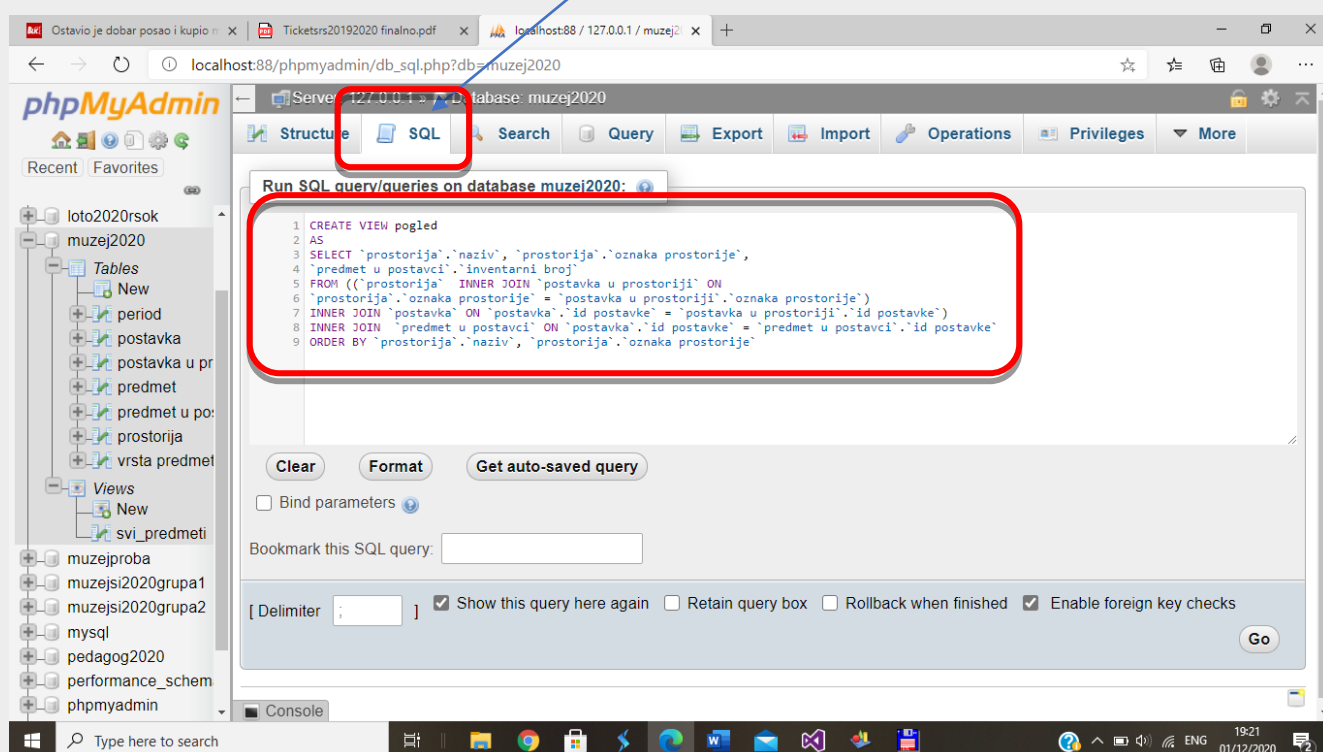 Ostavio je dobar posao i kupio n
Ticketsrs20192020 finalno.pdf
localhost:88 / 127.0.0.1 / muzej2
localhost:88/phpmyadmin/db_sql.php?db=muzej2020
phpMyAdmin
Recent Favorites
loto2020rsok
muzej2020
Tables
New
period
postavka
postavka u pr
predmet
predmet u pos
prostorija
vrsta predmet
Views
New
svi_predmeti
muzejproba
muzejsi2020grupa1
muzejsi2020grupa2
mysql
pedagog2020
performance_schem
phpmyadmin
Server: 127.0.0.1 » Database: muzej2020
Structure SQL Search Query Export Import Operations Privileges More
Run SQL query/queries on database muzej2020:
1 CREATE VIEW pogled
2 AS
3 SELECT `prostorija`.`naziv`, `prostorija`.`oznaka prostorije`,
4 `predmet u postavci`.`inventarni broj`
5 FROM ((`prostorija` INNER JOIN `postavka u prostoriji` ON
6 `prostorija`.`oznaka prostorije` = `postavka u prostoriji`.`oznaka prostorije`)
7 INNER JOIN `postavka` ON `postavka`.`id postavke` = `postavka u prostoriji`.`id postavke`)
8 INNER JOIN `predmet u postavci` ON `postavka`.`id postavke` = `predmet u postavci`.`id postavke`
9 ORDER BY `prostorija`.`naziv`, `prostorija`.`oznaka prostorije`
Clear Format Get auto-saved query
Bind parameters
Bookmark this SQL query:
[ Delimiter ; ] Show this query here again Retain query box Rollback when finished Enable foreign key checks
Go
Console
Type here to search
ENG
19:21
01/12/2020